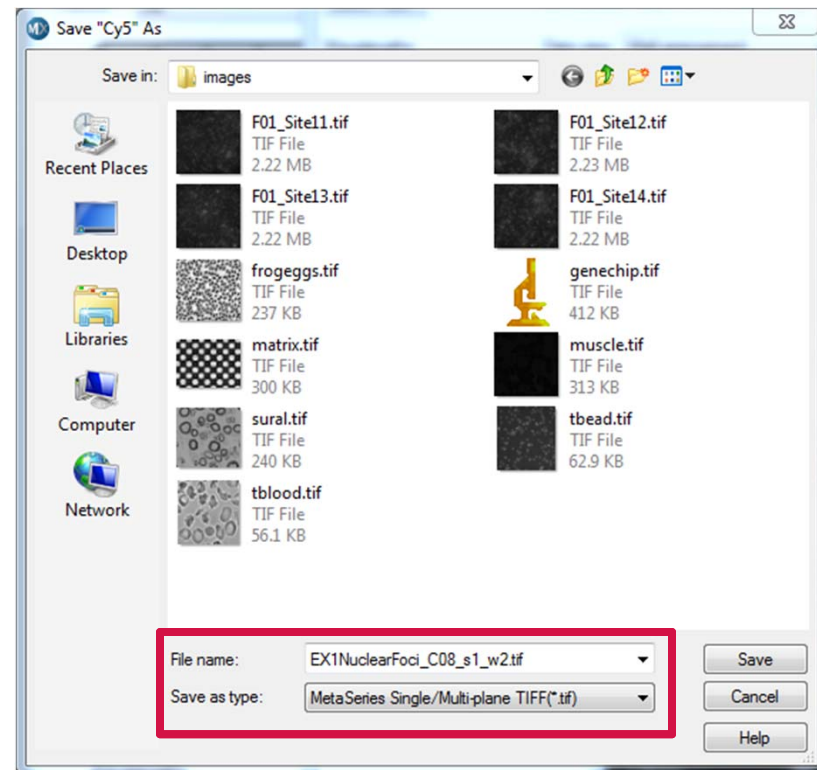 MX Save "Cy5" As
Save in: images
Recent Places
Desktop
Libraries
Computer
Network
F01_Site11.tif
TIF File
2.22 MB
F01_Site12.tif
TIF File
2.23 MB
F01_Site13.tif
TIF File
2.22 MB
F01_Site14.tif
TIF File
2.22 MB
frogeggs.tif
TIF File
237 KB
genechip.tif
TIF File
412 KB
matrix.tif
TIF File
300 KB
muscle.tif
TIF File
313 KB
sural.tif
TIF File
240 KB
tbead.tif
TIF File
62.9 KB
tblood.tif
TIF File
56.1 KB
File name: EX1NuclearFoci_C08_s1_w2.tif
Save
Save as type: MetaSeries Single/Multi-plane TIFF(*.tif)
Cancel
Help